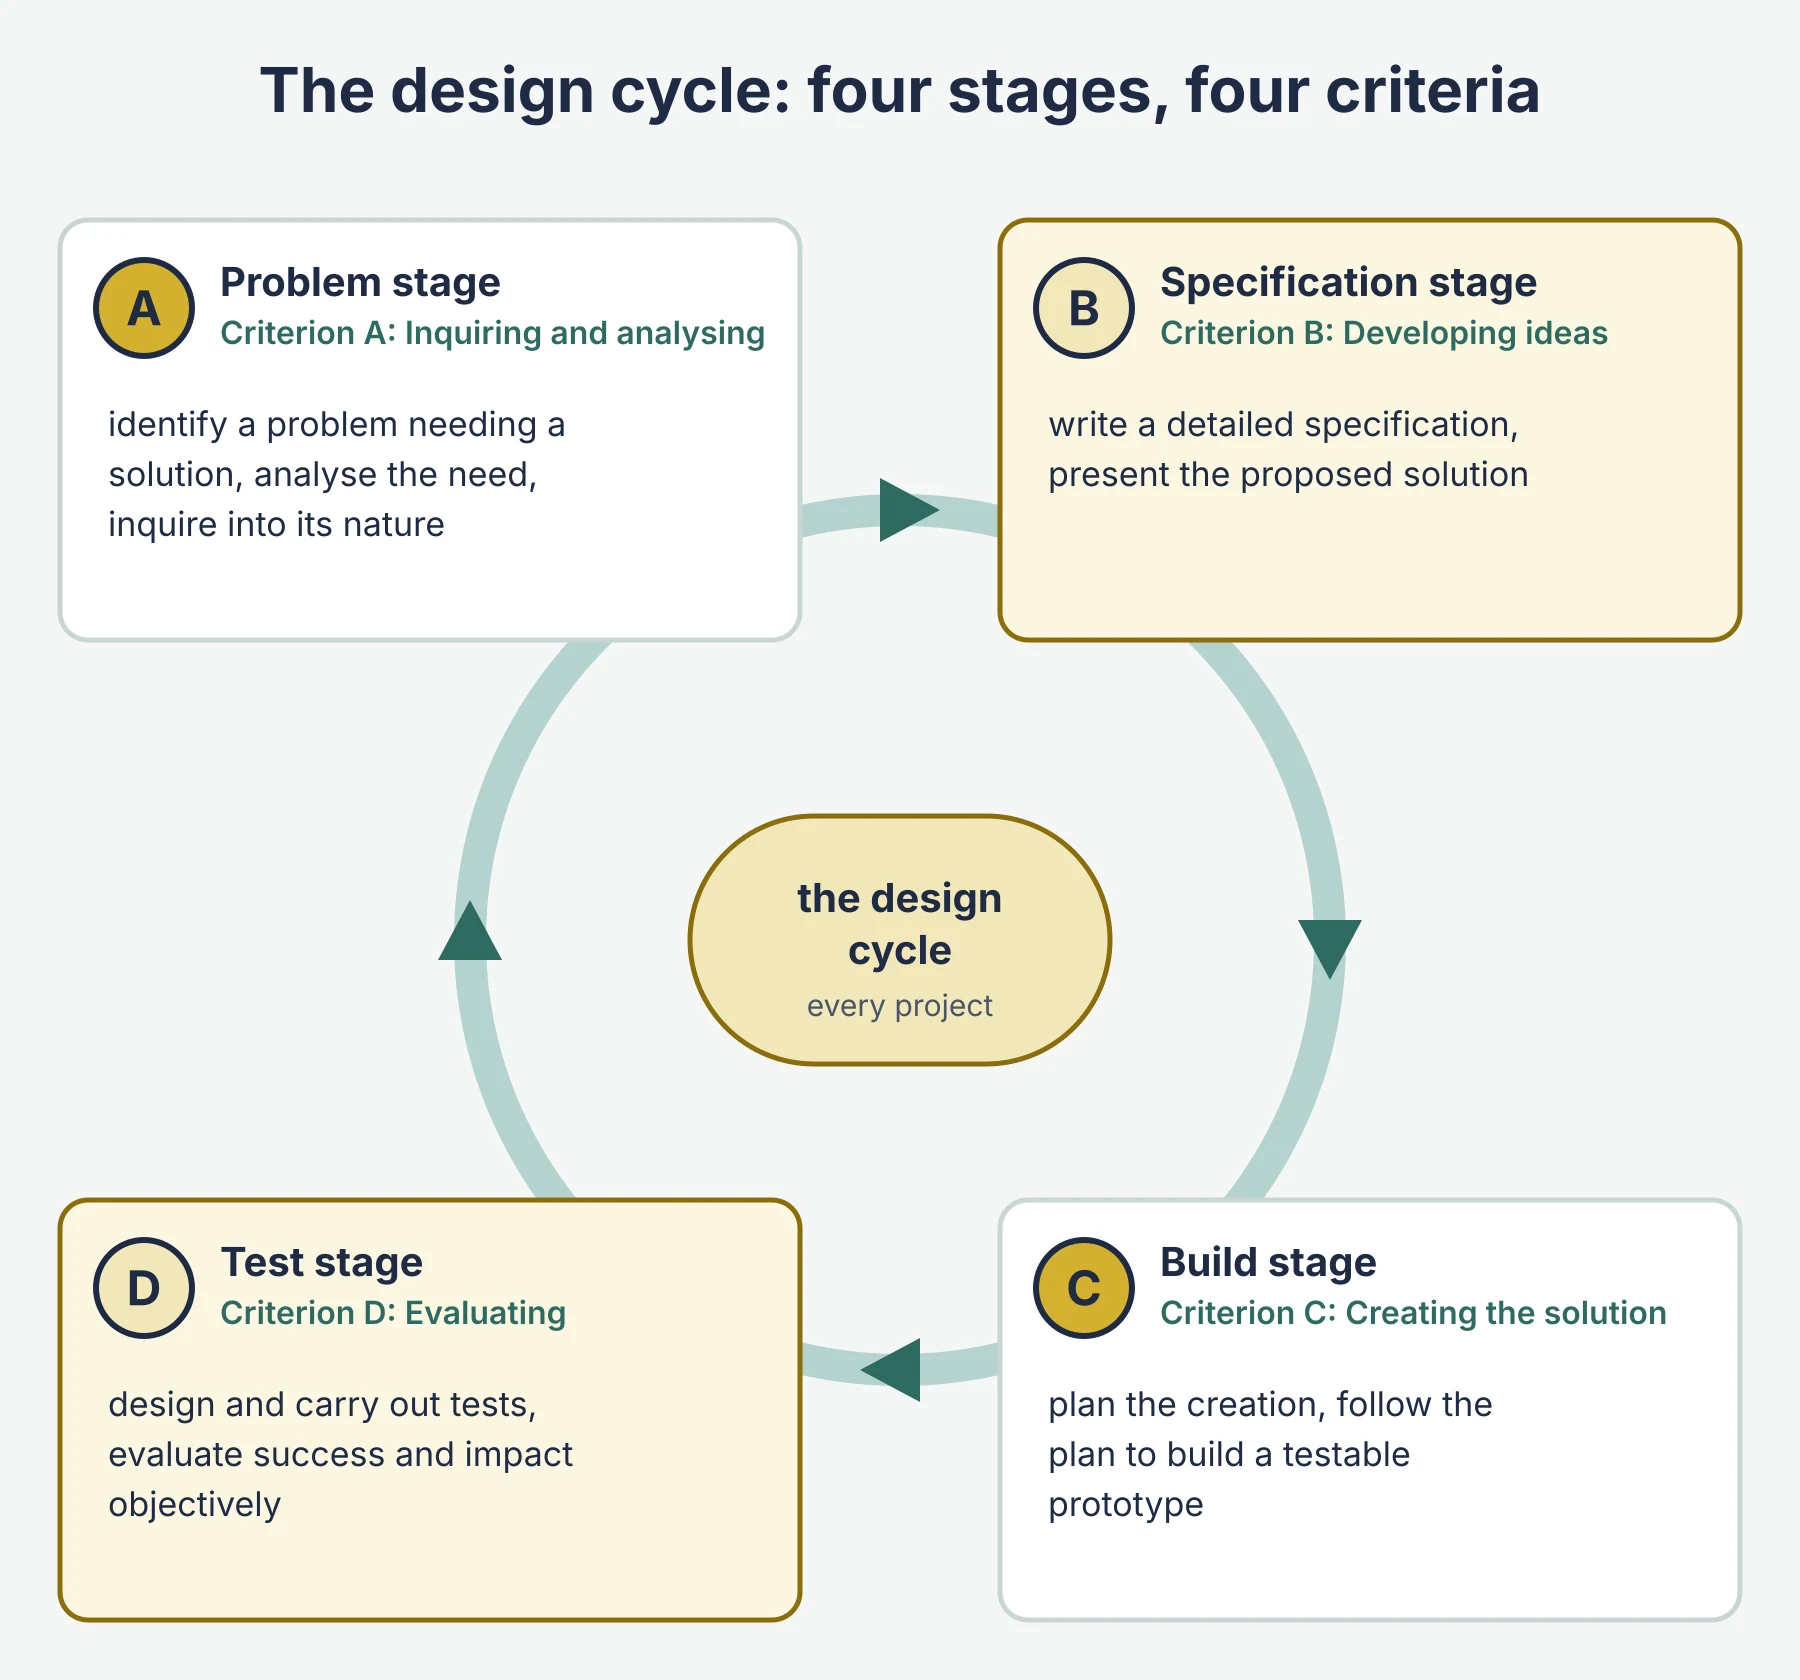 The design cycle: four stages, four criteria
A
Problem stage
Criterion A: Inquiring and analysing
identify a problem needing a
solution, analyse the need,
inquire into its nature
B
Specification stage
Criterion B: Developing ideas
write a detailed specification,
present the proposed solution
the design
cycle
every project
D
Test stage
Criterion D: Evaluating
design and carry out tests,
evaluate success and impact
objectively
C
Build stage
Criterion C: Creating the solution
plan the creation, follow the
plan to build a testable
prototype